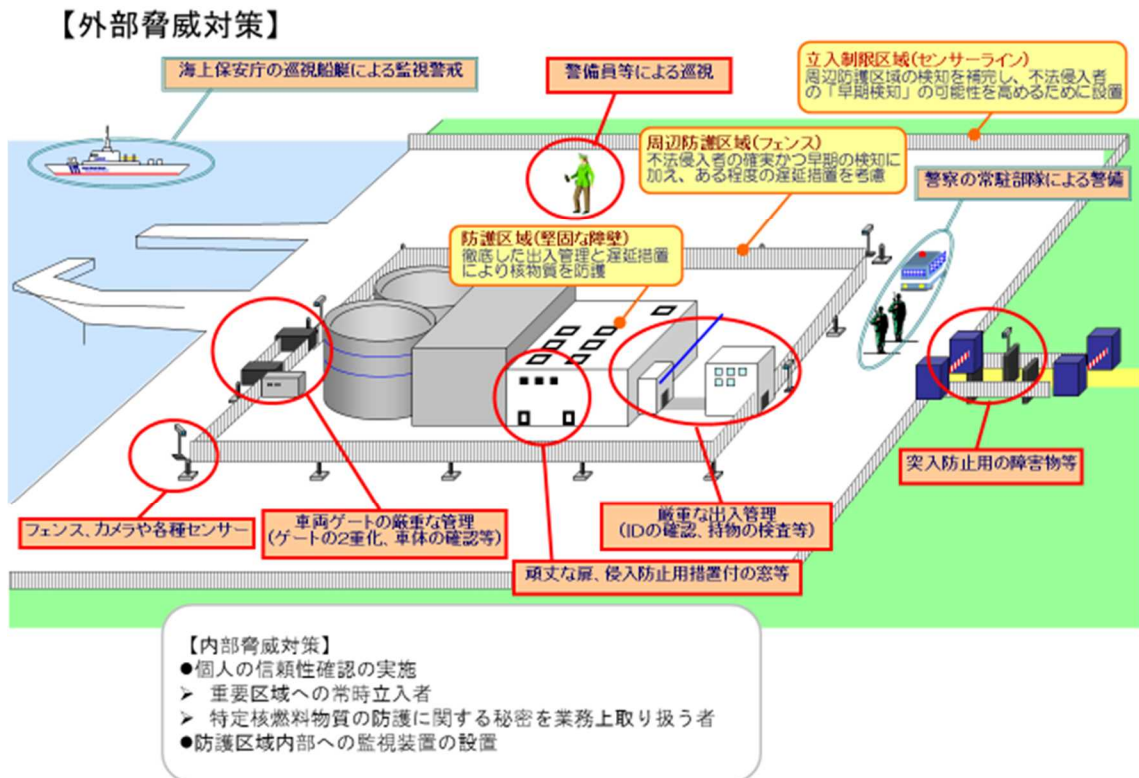 【外部脅威対策】
海上保安庁の巡視船艇による監視警戒
警備員等による巡視
立入制限区域(センサーライン)
周辺防護区域の検知を補完し、不法侵入者
の「早期検知」の可能性を高めるために設置
周辺防護区域(フェンス)
不法侵入者の確実かつ早期の検知に
加え、ある程度の遅延措置を考慮
警察の常駐部隊による警備
防護区域(堅固な障壁)
徹底した出入管理と遅延措置
により核物質を防護
突入防止用の障害物等
フェンス、カメラや各種センサー
車両ゲートの厳重な管理
(ゲートの2重化、車体の確認等)
厳重な出入管理
(IDの確認、持物の検査等)
頑丈な扉、侵入防止用措置付の窓等
【内部脅威対策】
●個人の信頼性確認の実施
➢ 重要区域への常時立入者
➢ 特定核燃料物質の防護に関する秘密を業務上取り扱う者
●防護区域内部への監視装置の設置